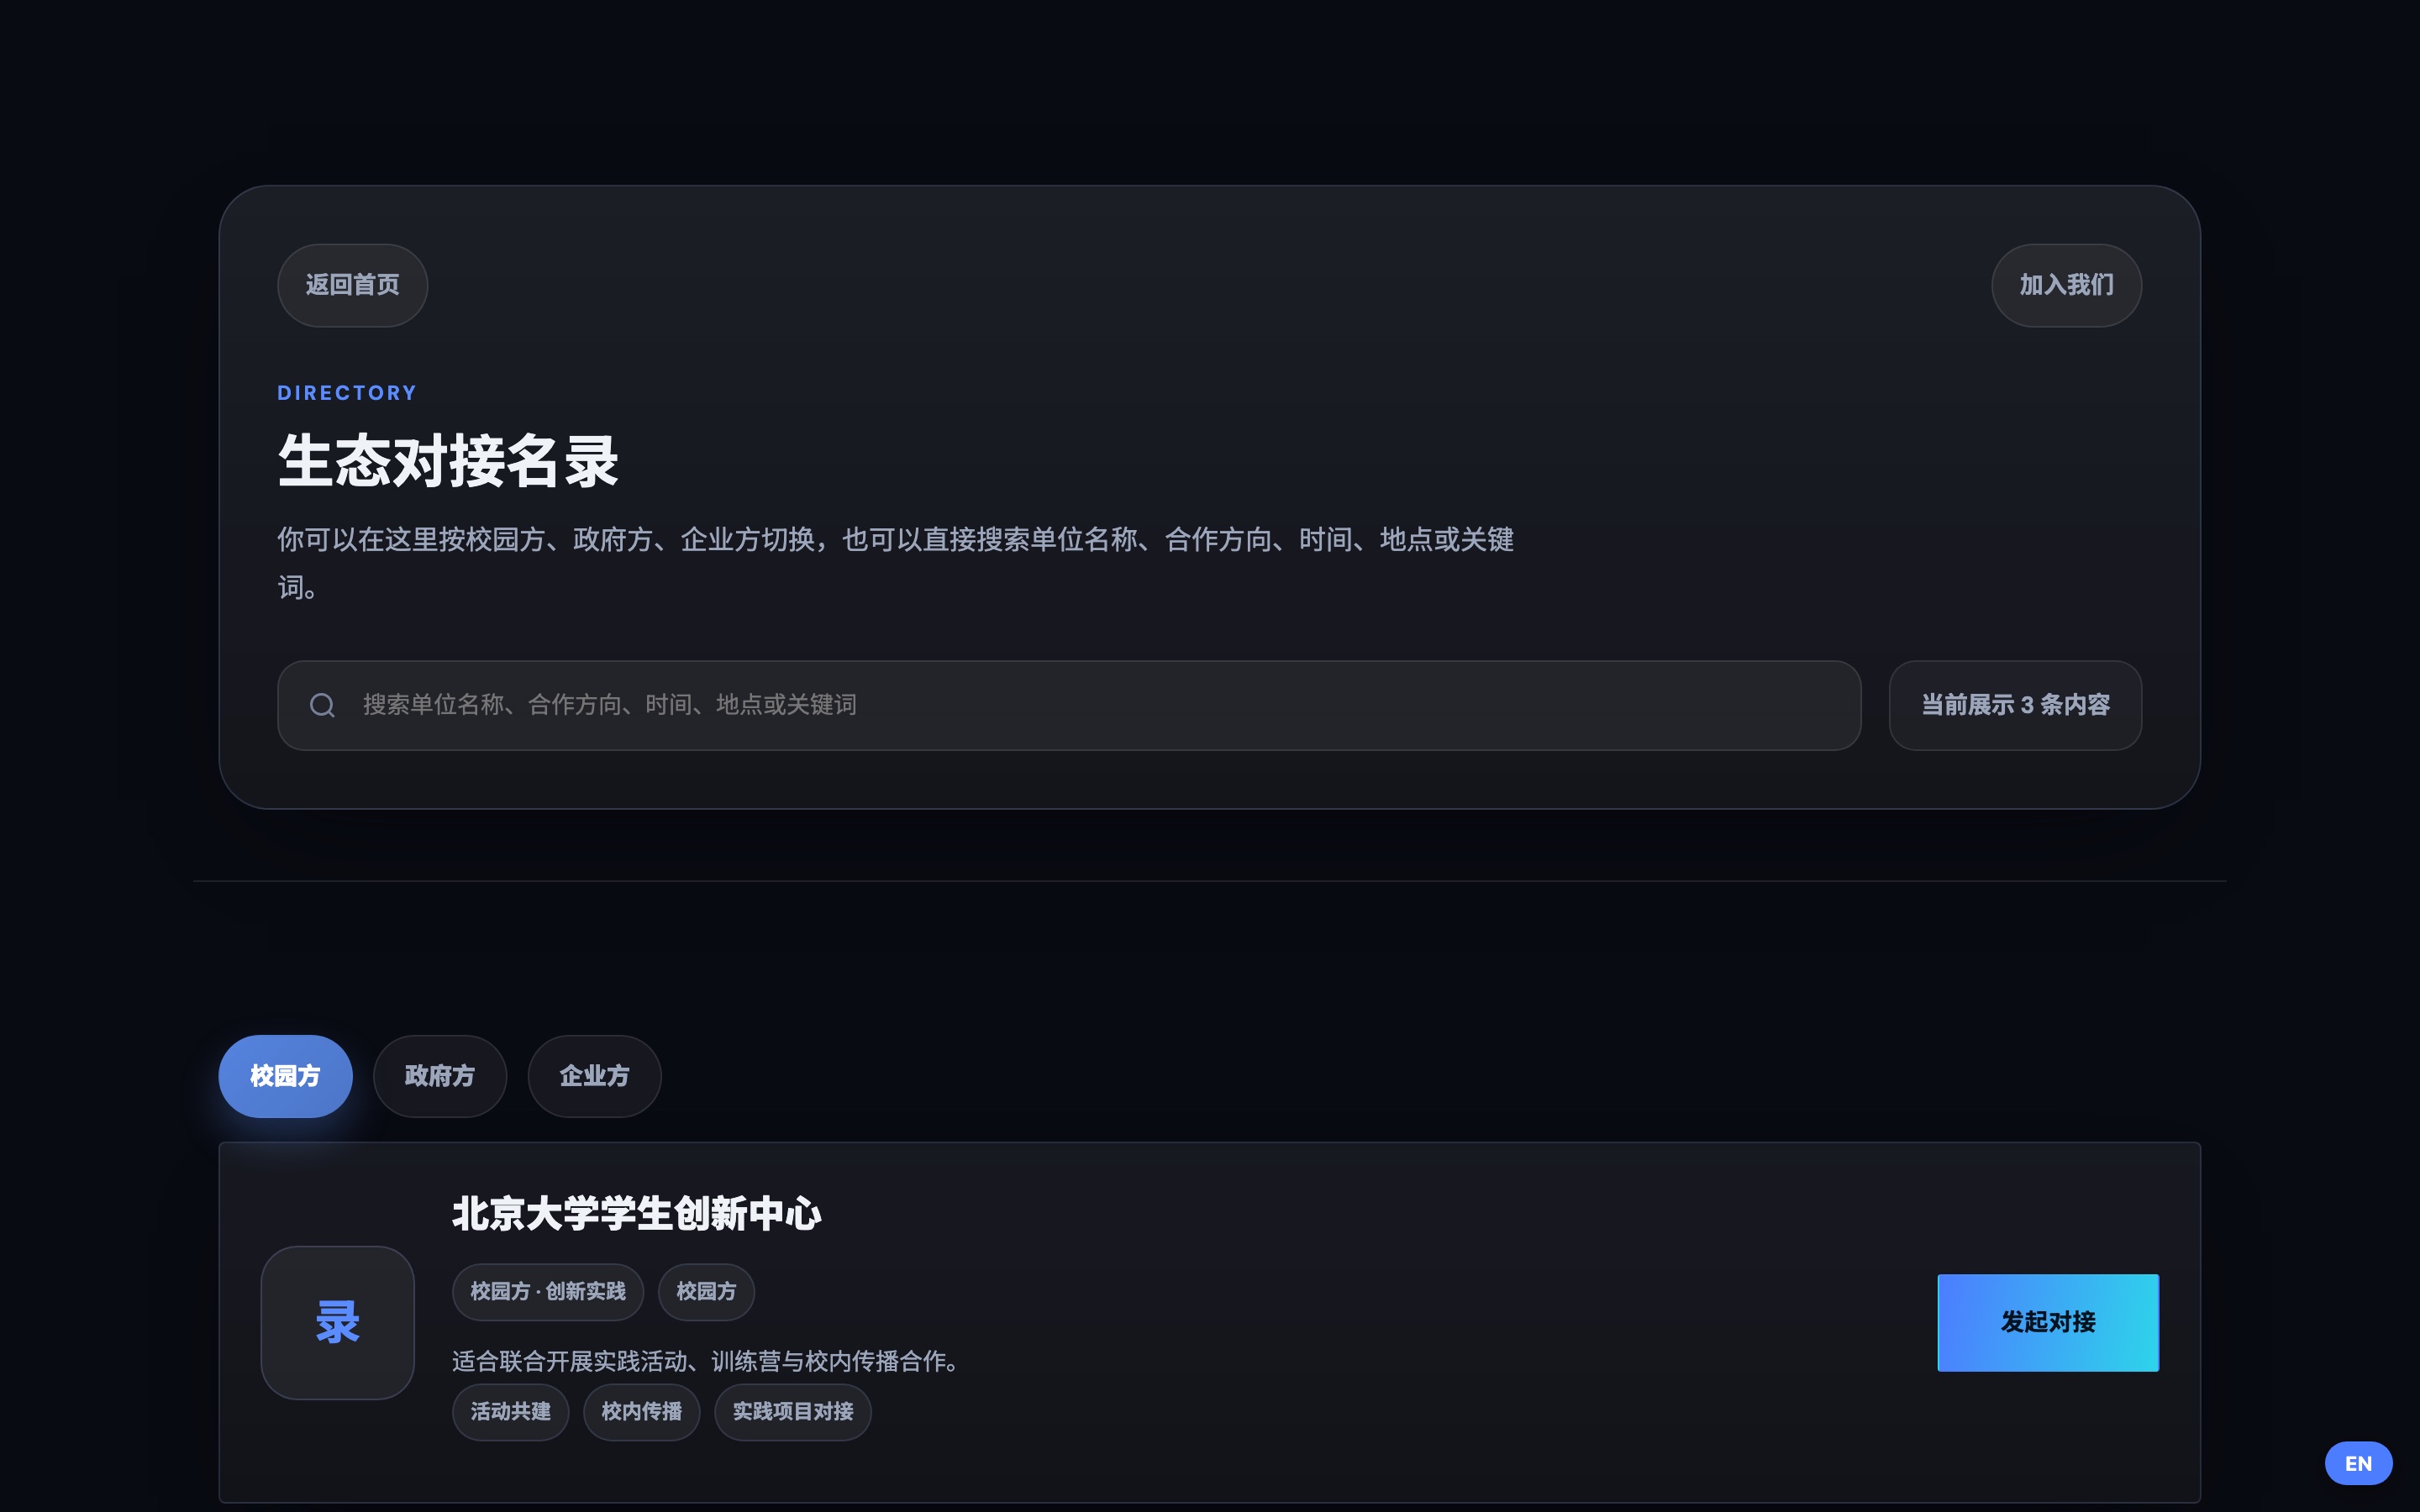 返回首页
加入我们
DIRECTORY
生态对接名录
你可以在这里按校园方、政府方、企业方切换，也可以直接搜索单位名称、合作方向、时间、地点或关键
词。
搜索单位名称、合作方向、时间、地点或关键词
当前展示 3 条内容
校园方
政府方
企业方
北京大学学生创新中心
录
校园方 · 创新实践
校园方
适合联合开展实践活动、训练营与校内传播合作。
活动共建
校内传播
实践项目对接
发起对接
EN